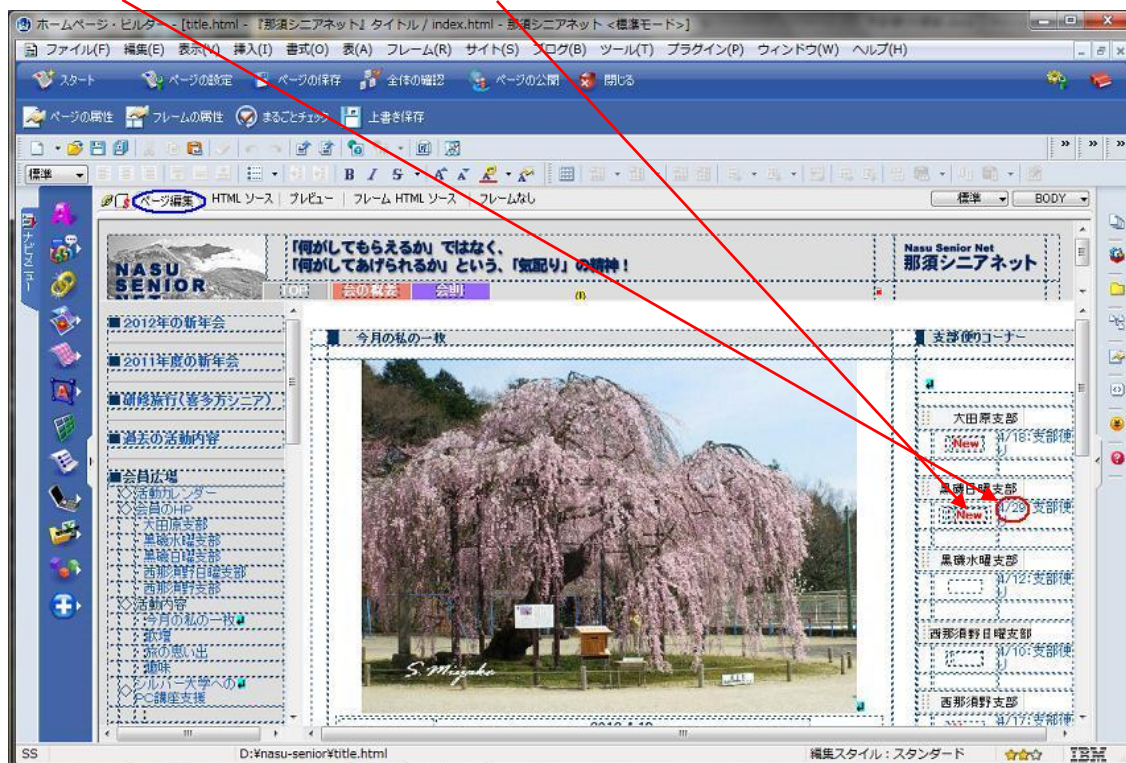 ホームページ・ビルダー - [title.html - 『那須シニアネット』タイトル / index.html - 那須シニアネット <標準モード>]
ファイル(F) 編集(E) 表示(V) 挿入(I) 書式(O) 表(A) フレーム(R) サイト(S) ブログ(B) ツール(T) プラグイン(P) ウィンドウ(W) ヘルプ(H)
スタート ページの設定 ページの保存 全体の確認 ページの公開 閉じる
ページの属性 フレームの属性 まるごとチェック 上書き保存
標準
ページ編集 HTML ソース プレビュー フレーム HTML ソース フレームなし 標準 BODY
ナビメニュー
NASU
SENIOR
NET
「何がしてもらえるか」ではなく、
「何がしてあげられるか」という、「気配り」の精神！
Nasu Senior Net
那須シニアネット
TOP 会の概要 会則
■2012年の新年会
■2011年度の新年会
■研修旅行(喜多方シニア)
■過去の活動内容
■会員広場
◇活動カレンダー
◇会員のHP
大田原支部
黒磯水曜支部
黒磯日曜支部
西那須野日曜支部
西那須野支部
◇活動内容
今月の私の一枚
歌壇
旅の思い出
趣味
◇シルバー大学への
PC講座支援
今月の私の一枚
S.Miyake
2012.4.19
支部便りコーナー
大田原支部
New 4/18:支部便り
黒磯日曜支部
New 4/29:支部便り
黒磯水曜支部
4/12:支部便り
西那須野日曜支部
4/10:支部便り
西那須野支部
4/17:支部便
SS D:¥nasu-senior¥title.html 編集スタイル：スタンダード IBM